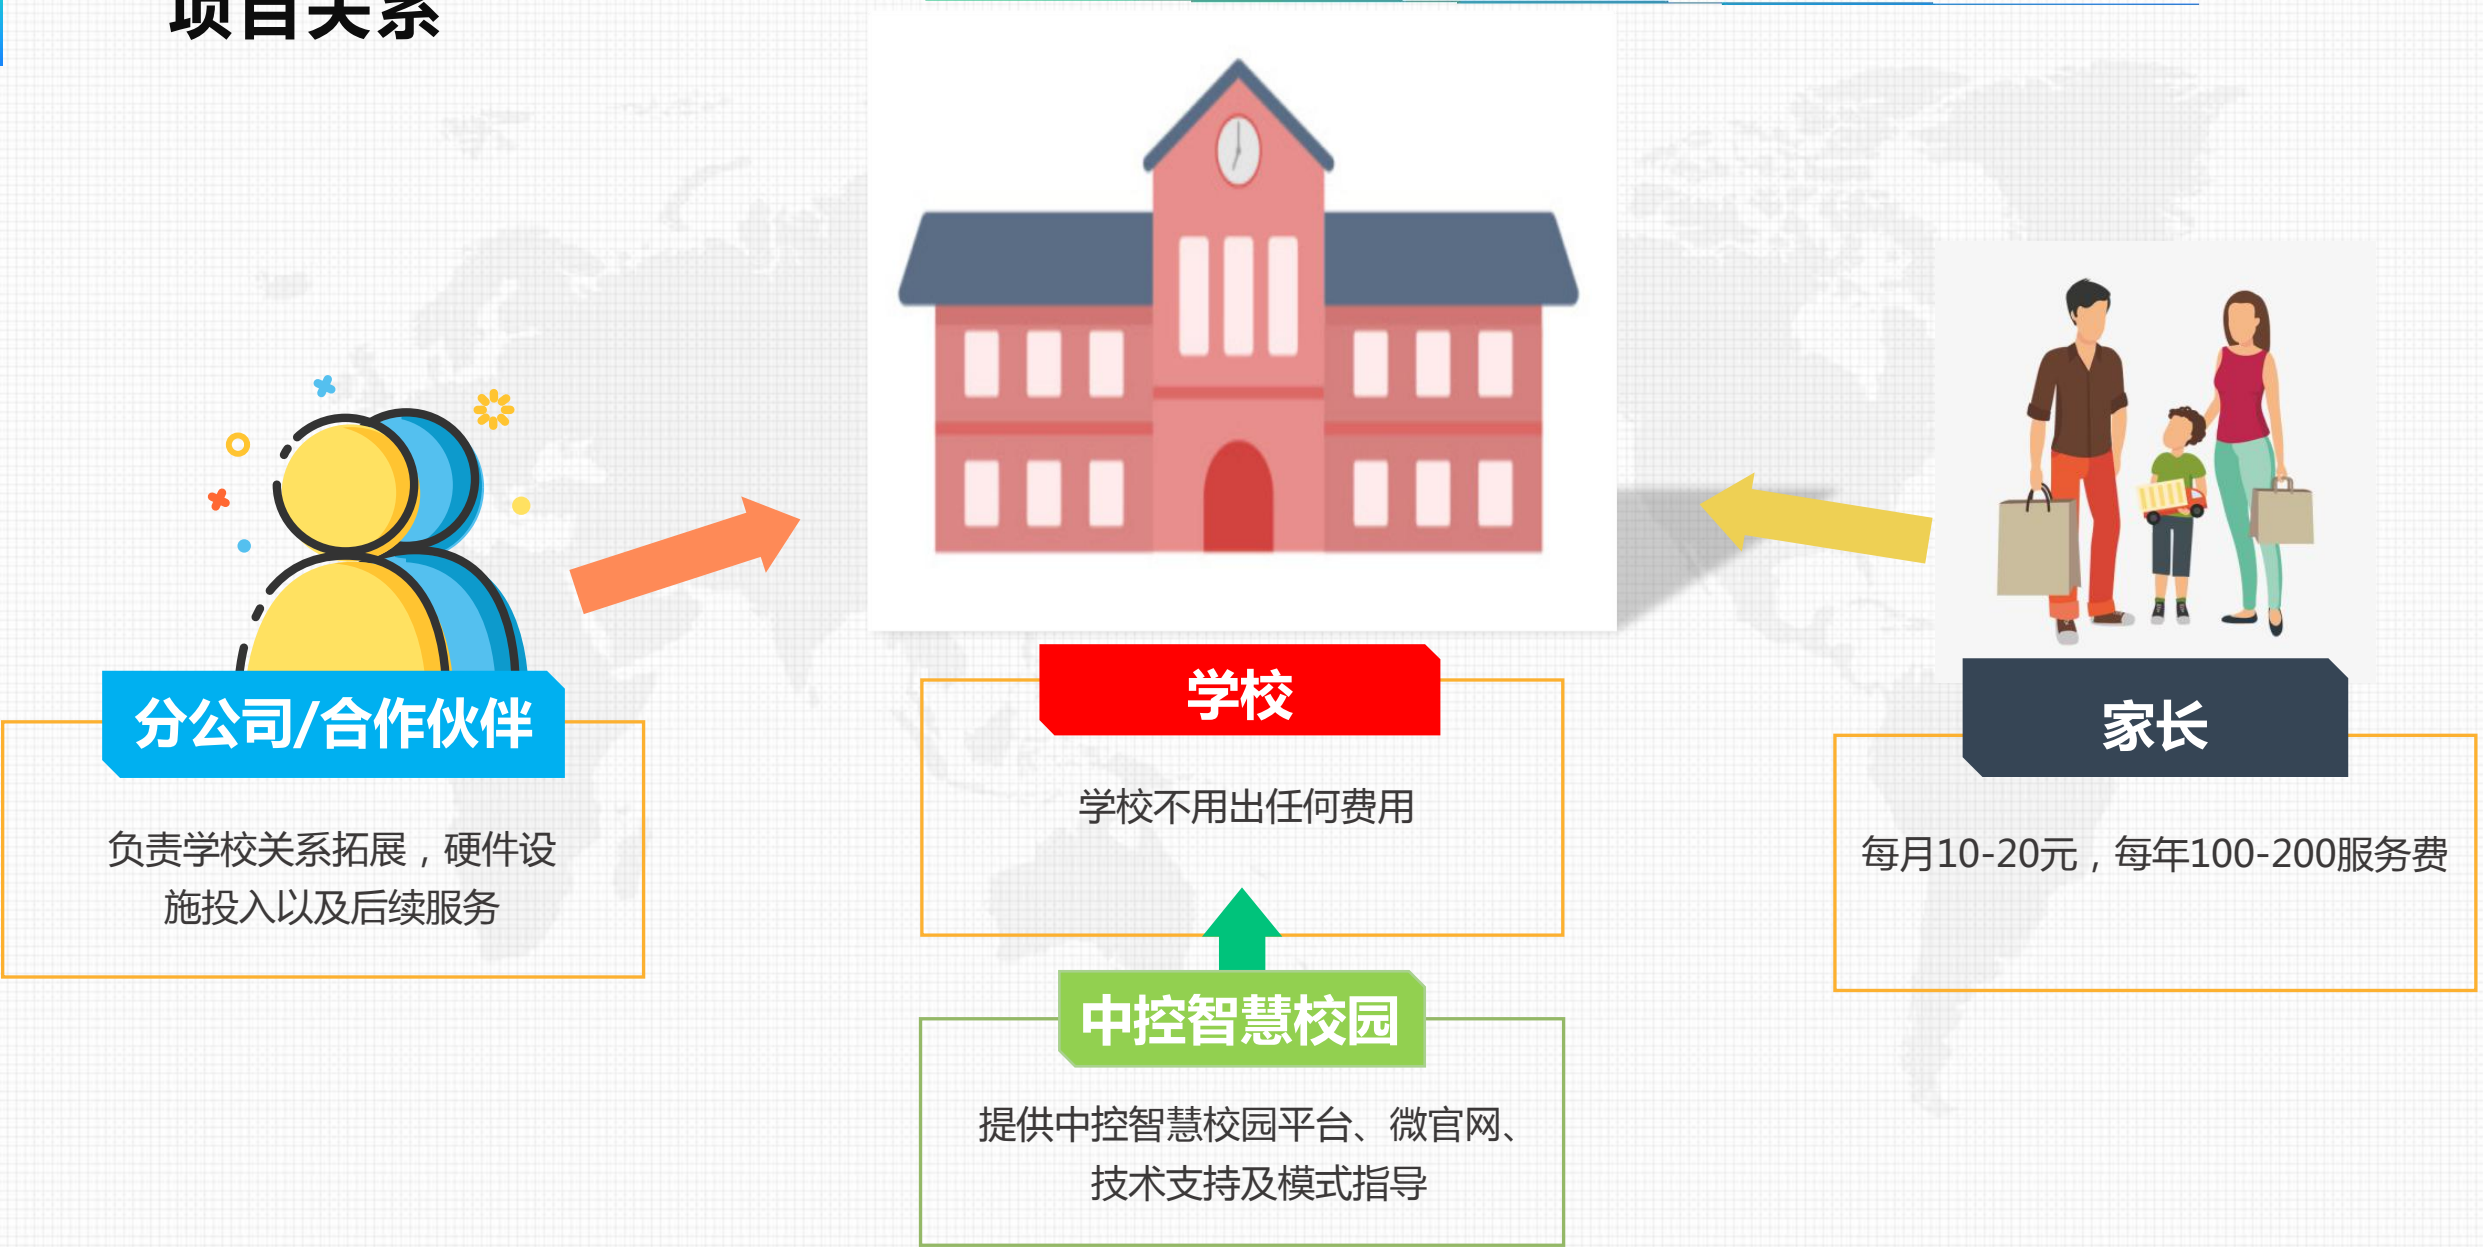 项目关系
分公司/合作伙伴
负责学校关系拓展，硬件设
施投入以及后续服务
学校
学校不用出任何费用
中控智慧校园
提供中控智慧校园平台、微官网、
技术支持及模式指导
家长
每月10-20元，每年100-200服务费